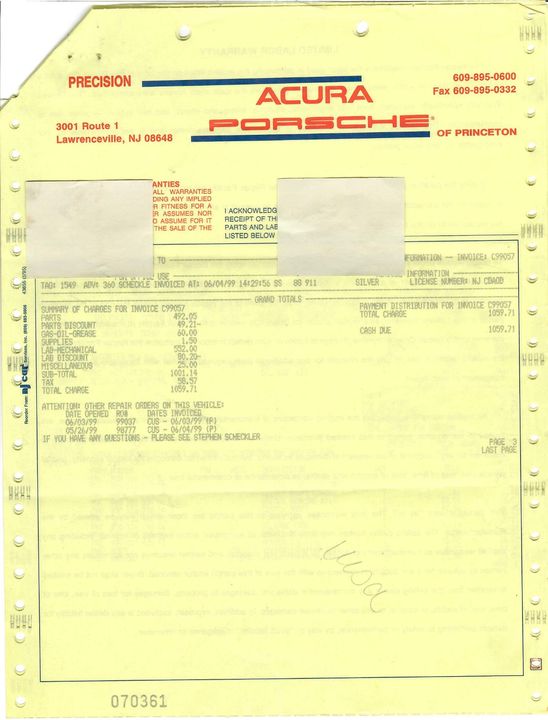 PRECISION
609-895-0600
ACURA
Fax 609-895-0332
3001 Route 1
PORSCHE
OF PRINCETON
Lawrenceville, NJ 08648
ANTIES
ALL WARRANTIES
DING ANY IMPLIED
R FITNESS FOR A
R ASSUMES NOR
O ASSUME FOR IT
THE SALE OF THE
I ACKNOWLEDG
RECEIPT OF TH
PARTS AND LAB
LISTED BELOW
TO
FORMATION - INVOICE: C99057
USE
INFORMATION
TAG: 1549 ADV: 360 SCHECKLE INVOICED AT: 06/04/99 14:29:56 SS 88 911 SILVER LICENSE NUMBER: NJ
GRAND TOTALS
SUMMARY OF CHARGES FOR INVOICE C99057
PAYMENT DISTRIBUTION FOR INVOICE C99057
PARTS 492.05
TOTAL CHARGE 1059.71
PARTS DISCOUNT 49.21-
GAS-OIL-GREASE 60.00
CASH DUE 1059.71
SUPPLIES 1.50
LAB-MECHANICAL 552.00
LAB DISCOUNT 80.20-
MISCELLANEOUS 25.00
SUB-TOTAL 1001.14
TAX 58.57
TOTAL CHARGE 1059.71
ATTENTION: OTHER REPAIR ORDERS ON THIS VEHICLE:
DATE OPENED RO# DATES INVOICED
06/03/99 99037 CUS - 06/03/99 (P)
05/26/99 98777 CUS - 06/04/99 (P)
IF YOU HAVE ANY QUESTIONS - PLEASE SEE STEPHEN SCHECKLER
PAGE 3
LAST PAGE
visa
070361